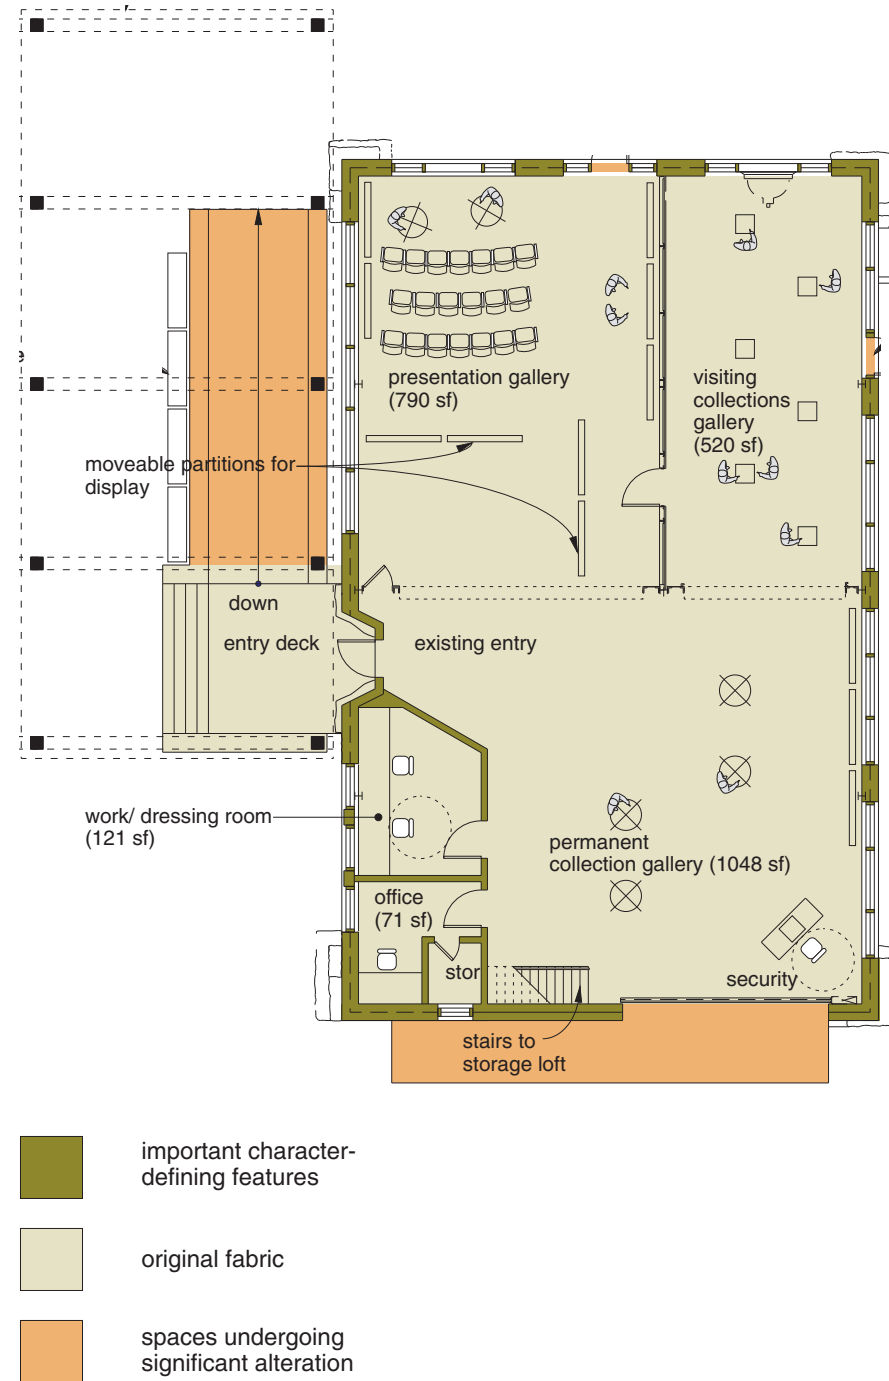 presentation gallery
(790 sf)
visiting
collections
gallery
(520 sf)
moveable partitions for
display
down
entry deck
existing entry
work/ dressing room
(121 sf)
permanent
collection gallery (1048 sf)
office
(71 sf)
stor
security
stairs to
storage loft
important character-
defining features
original fabric
spaces undergoing
significant alteration